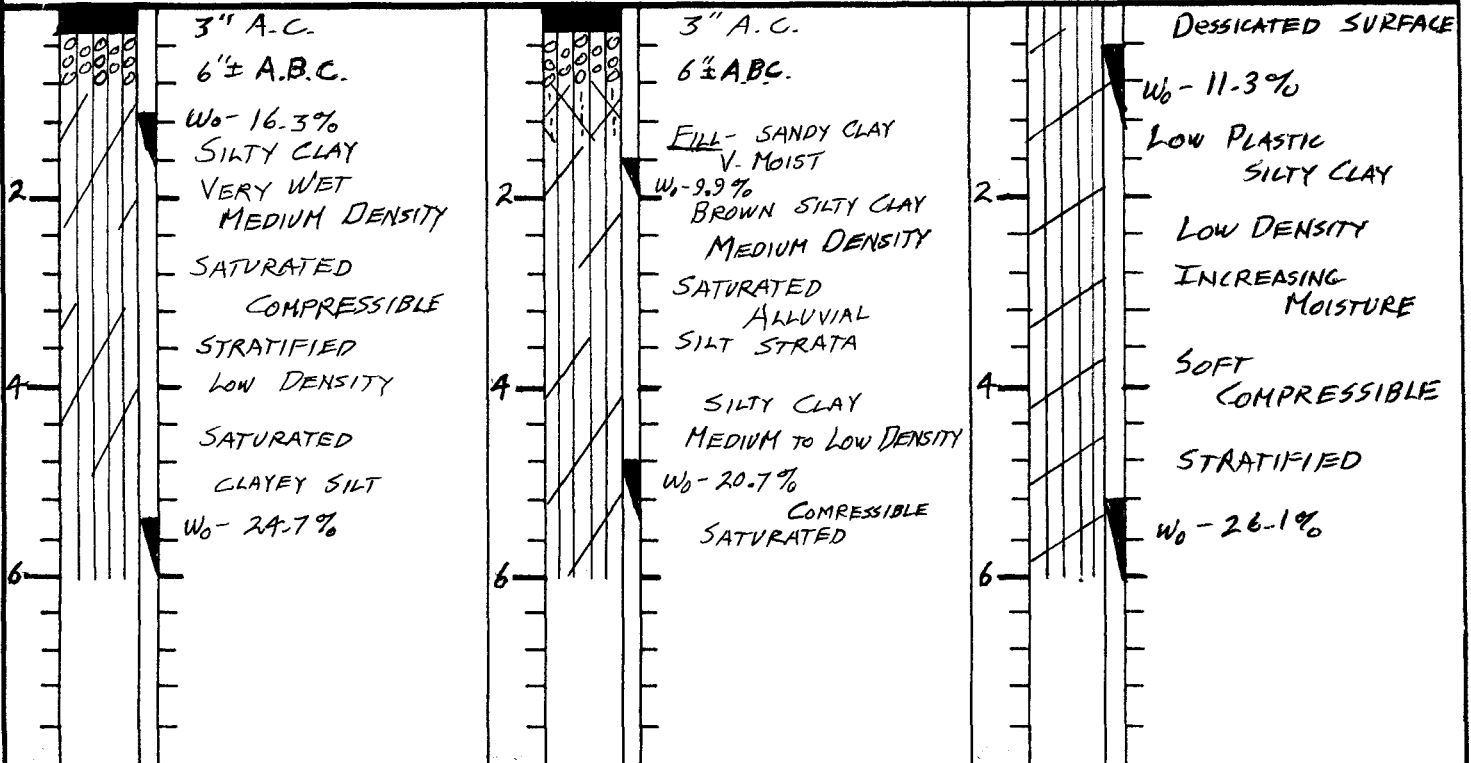 3" A.C.
6"± A.B.C.
W₀- 16.3%
SILTY CLAY
VERY WET
MEDIUM DENSITY
SATURATED
COMPRESSIBLE
STRATIFIED
LOW DENSITY
SATURATED
CLAYEY SILT
W₀- 24.7%
2
4
6
3" A.C.
6"± ABC.
FILL- SANDY CLAY
V. MOIST
W₀-9.9%
BROWN SILTY CLAY
MEDIUM DENSITY
SATURATED
ALLUVIAL
SILT STRATA
SILTY CLAY
MEDIUM TO LOW DENSITY
W₀- 20.7%
COMRESSIBLE
SATURATED
2
4
6
DESSICATED SURFACE
W₀- 11.3%
LOW PLASTIC
SILTY CLAY
LOW DENSITY
INCREASING
MOISTURE
SOFT
COMPRESSIBLE
STRATIFIED
W₀- 26.1%
2
4
6